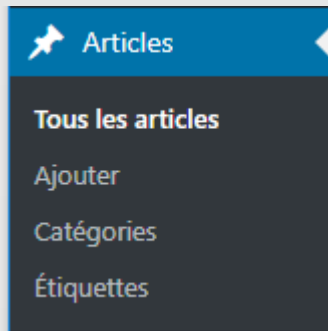 Articles
Tous les articles
Ajouter
Catégories
Étiquettes